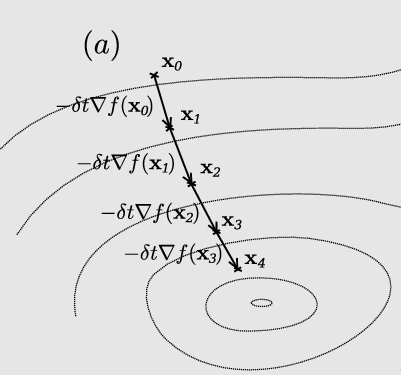 (a)
x₀
−δt∇f(x₀)
x₁
−δt∇f(x₁)
x₂
−δt∇f(x₂)
x₃
−δt∇f(x₃)
x₄